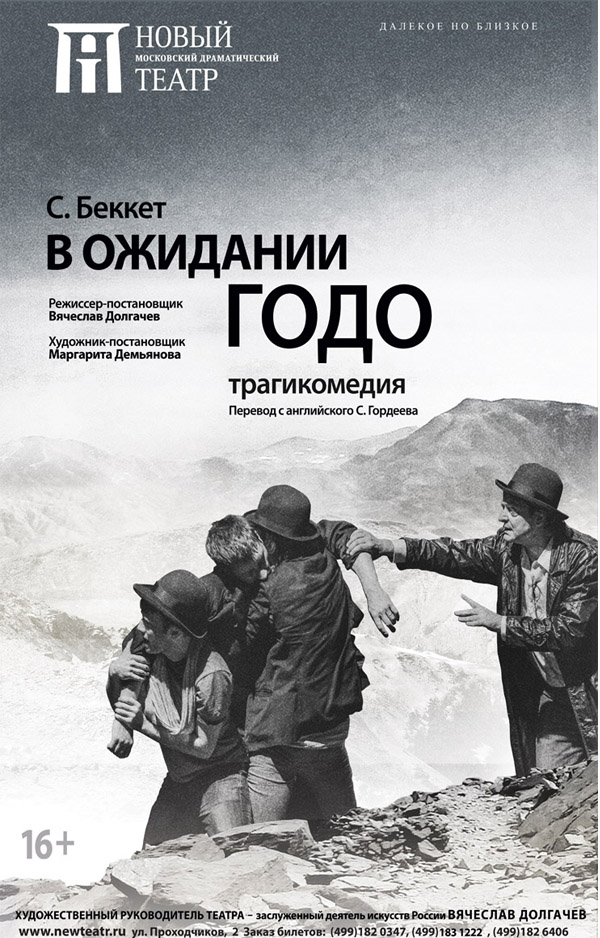 НОВЫЙ
МОСКОВСКИЙ ДРАМАТИЧЕСКИЙ
ТЕАТР
ДАЛЕКОЕ НО БЛИЗКОЕ
С. Беккет
В ОЖИДАНИИ
ГОДО
Режиссер-постановщик
Вячеслав Долгачев
Художник-постановщик
Маргарита Демьянова
трагикомедия
Перевод с английского С. Гордеева
16+
ХУДОЖЕСТВЕННЫЙ РУКОВОДИТЕЛЬ ТЕАТРА – заслуженный деятель искусств России ВЯЧЕСЛАВ ДОЛГАЧЕВ
www.newteatr.ru ул. Проходчиков, 2 Заказ билетов: (499)182 0347, (499)183 1222 , (499)182 6406